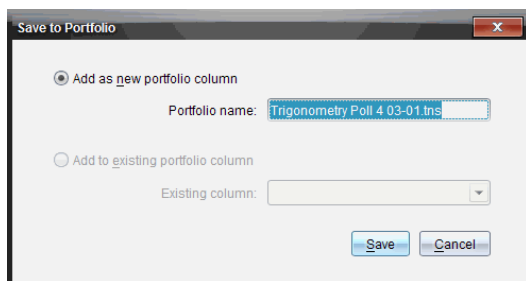 Save to Portfolio
Add as new portfolio column
Portfolio name: Trigonometry Poll 4 03-01.tns
Add to existing portfolio column
Existing column:
Save Cancel